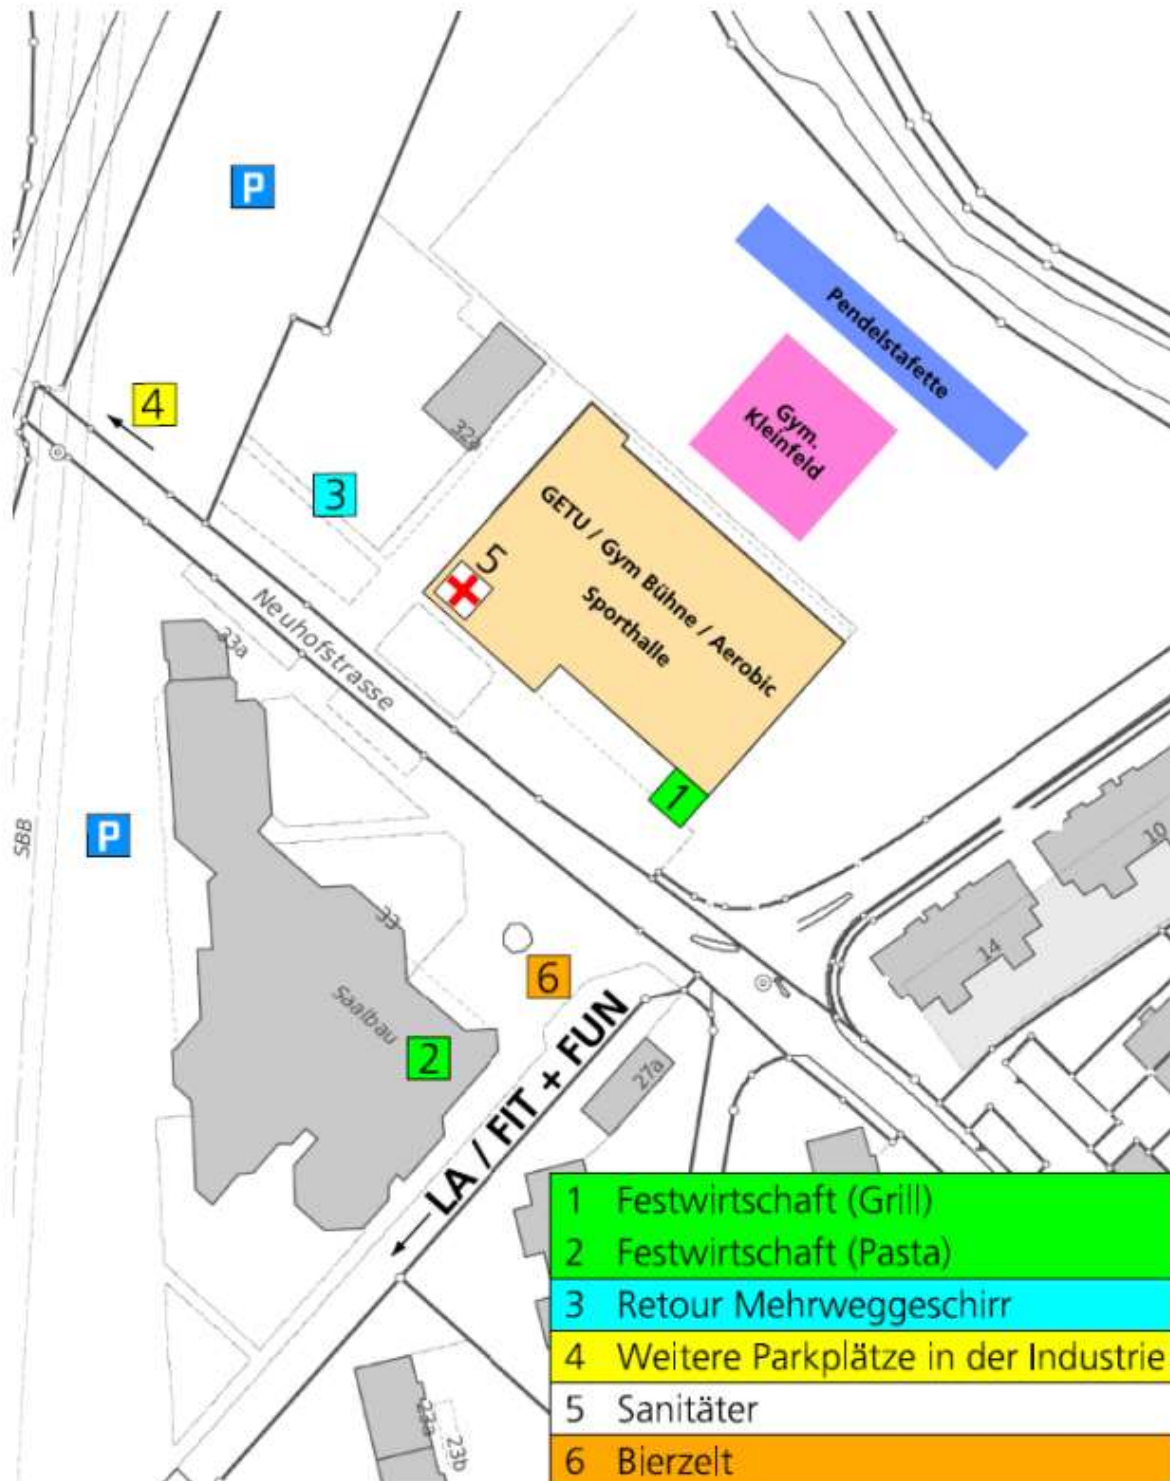 P
Pendelstafette
4
Gym.
Kleinfeld
32a
3
GETU / Gym Bühne / Aerobic
Sporthalle
5
Neuhofstrasse
23a
1
SBB
P
10
33
14
6
Saalbau
2
LA / FIT + FUN
27a
1 Festwirtschaft (Grill)
2 Festwirtschaft (Pasta)
3 Retour Mehrweggeschirr
4 Weitere Parkplätze in der Industrie
5 Sanitäter
6 Bierzelt
23b